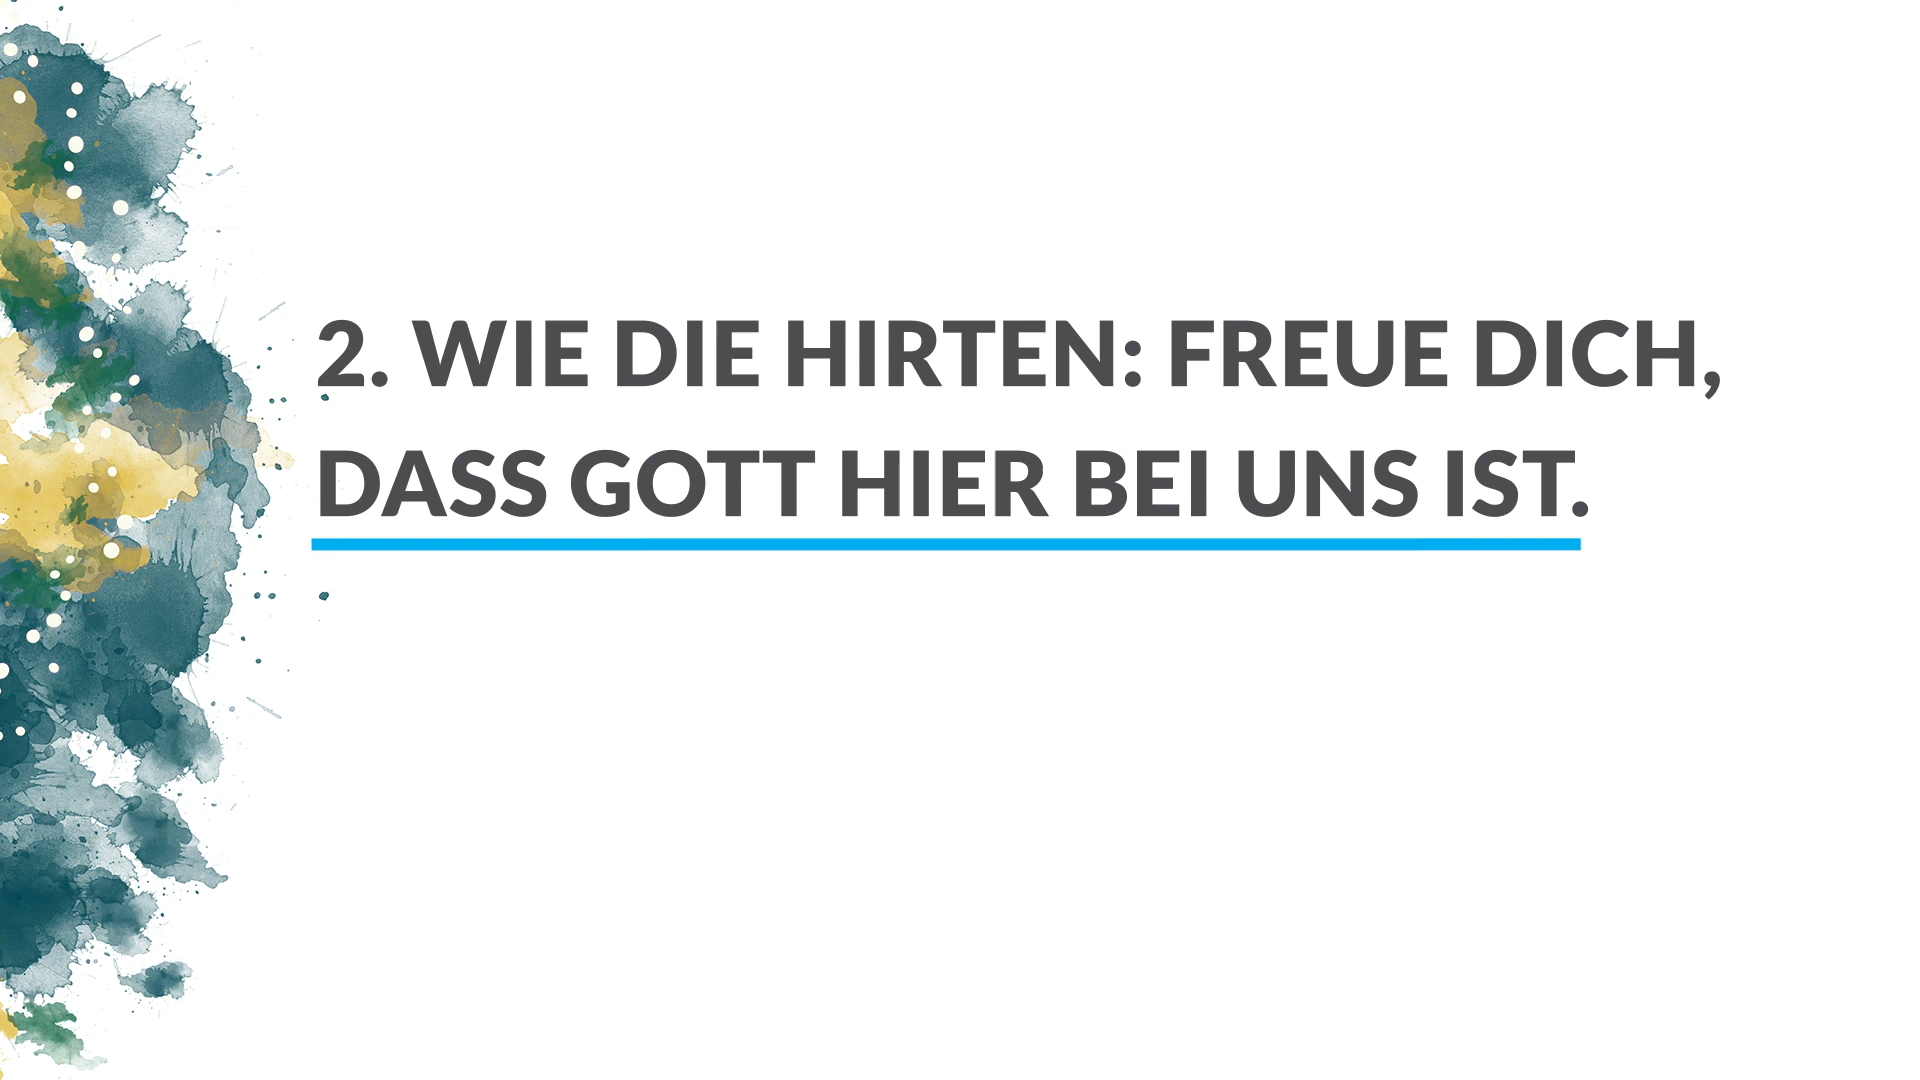 2. WIE DIE HIRTEN: FREUE DICH,
DASS GOTT HIER BEI UNS IST.